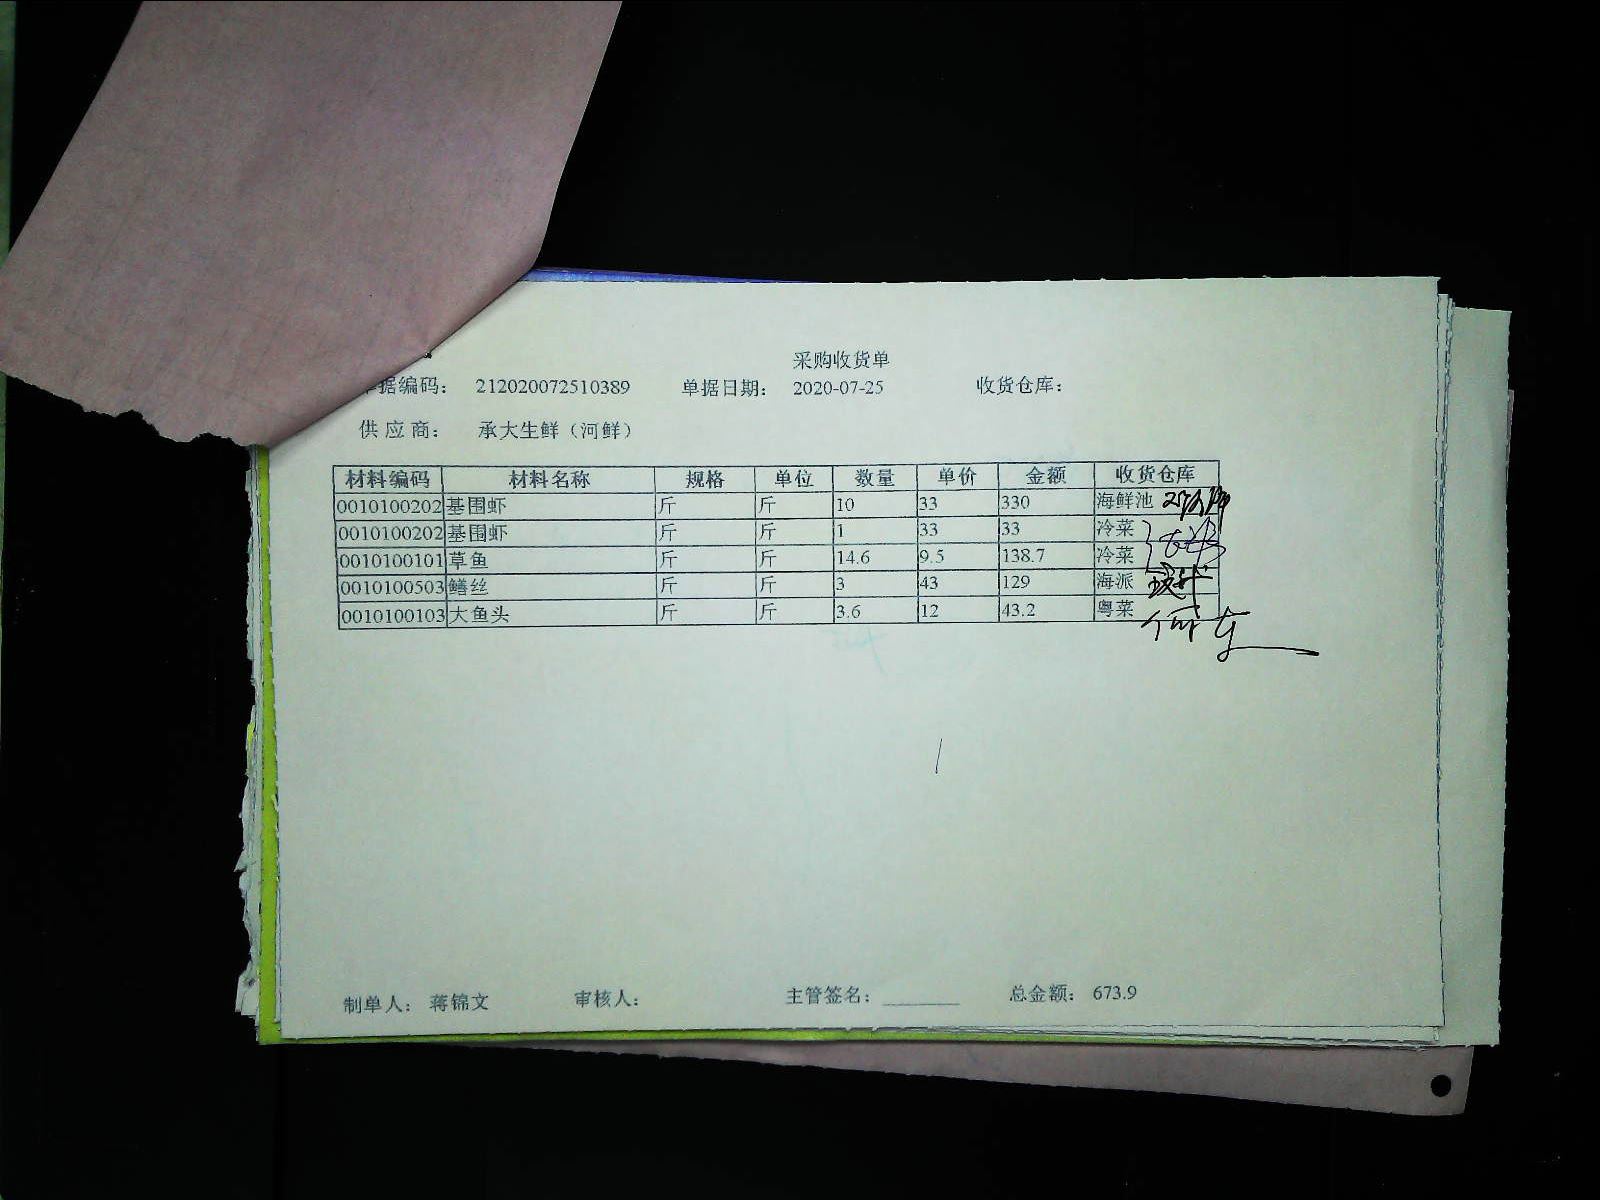 采购收货单
据编码： 212020072510389 单据日期： 2020-07-25 收货仓库：
供应商： 承大生鲜（河鲜）
材料编码 材料名称 规格 单位 数量 单价 金额 收货仓库
0010100202 基围虾 斤 斤 10 33 330 海鲜池
0010100202 基围虾 斤 斤 1 33 33 冷菜
0010100101 草鱼 斤 斤 14.6 9.5 138.7 冷菜
0010100503 鳝丝 斤 斤 3 43 129 海派
0010100103 大鱼头 斤 斤 3.6 12 43.2 粤菜
制单人： 蒋锦文 审核人： 主管签名： 总金额： 673.9